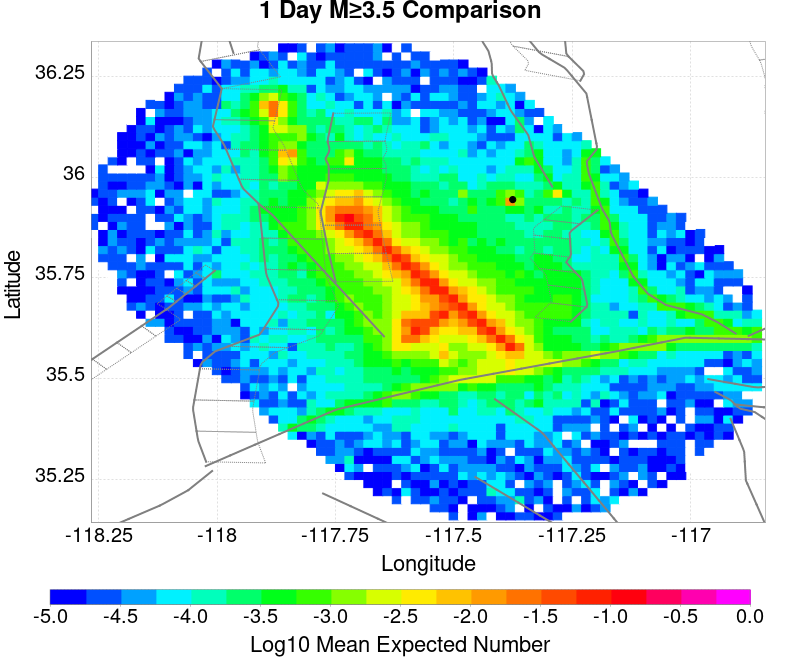 1 Day M≥3.5 Comparison
36.25
36
35.75
35.5
35.25
Latitude
-118.25 -118 -117.75 -117.5 -117.25 -117
Longitude
-5.0 -4.5 -4.0 -3.5 -3.0 -2.5 -2.0 -1.5 -1.0 -0.5 0.0
Log10 Mean Expected Number